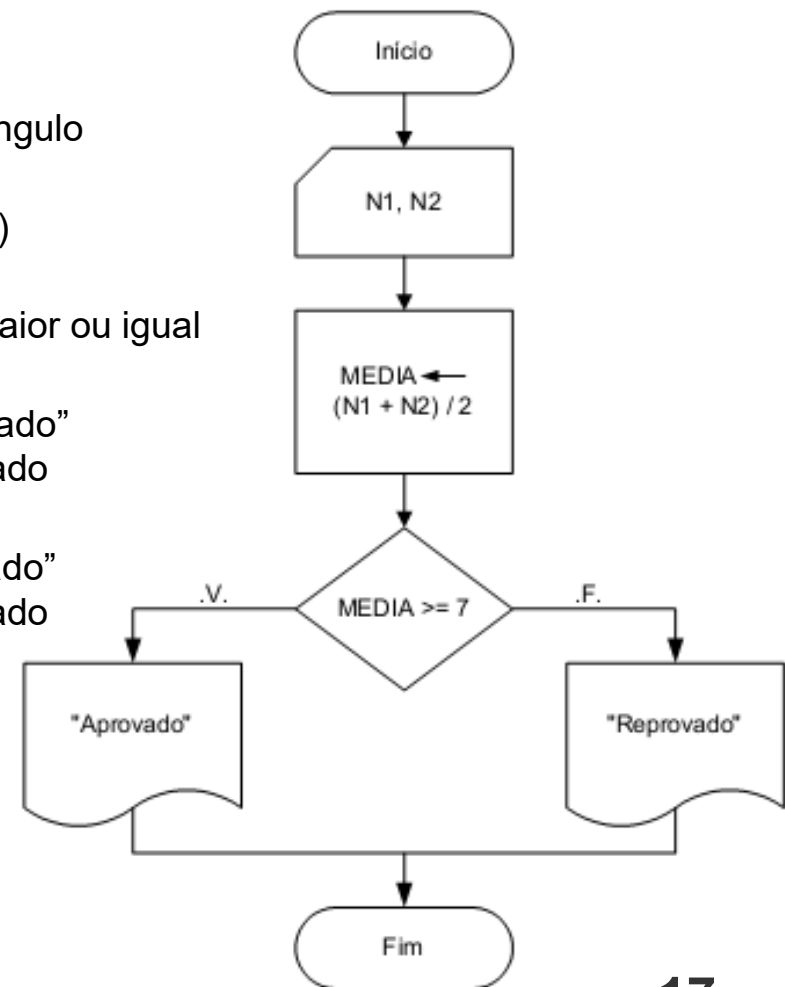 ngulo
)
aior ou igual
ado”
ado
do”
ado
Início
N1, N2
MEDIA ←
(N1 + N2) / 2
MEDIA >= 7
.V.
.F.
"Aprovado"
"Reprovado"
Fim
17